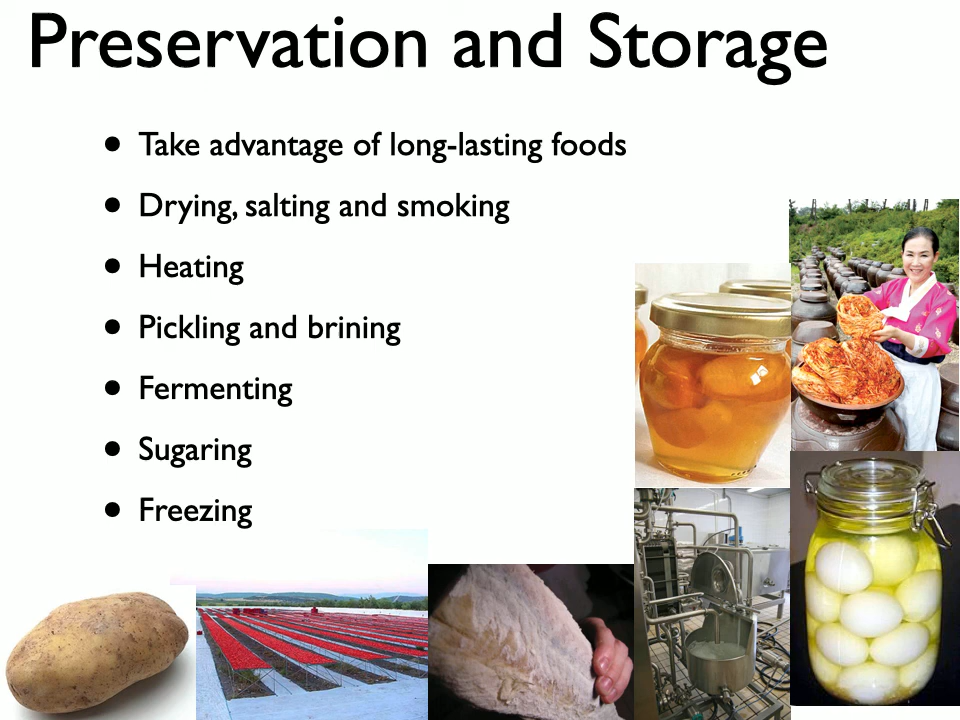 Preservation and Storage
• Take advantage of long-lasting foods
• Drying, salting and smoking
• Heating
• Pickling and brining
• Fermenting
• Sugaring
• Freezing